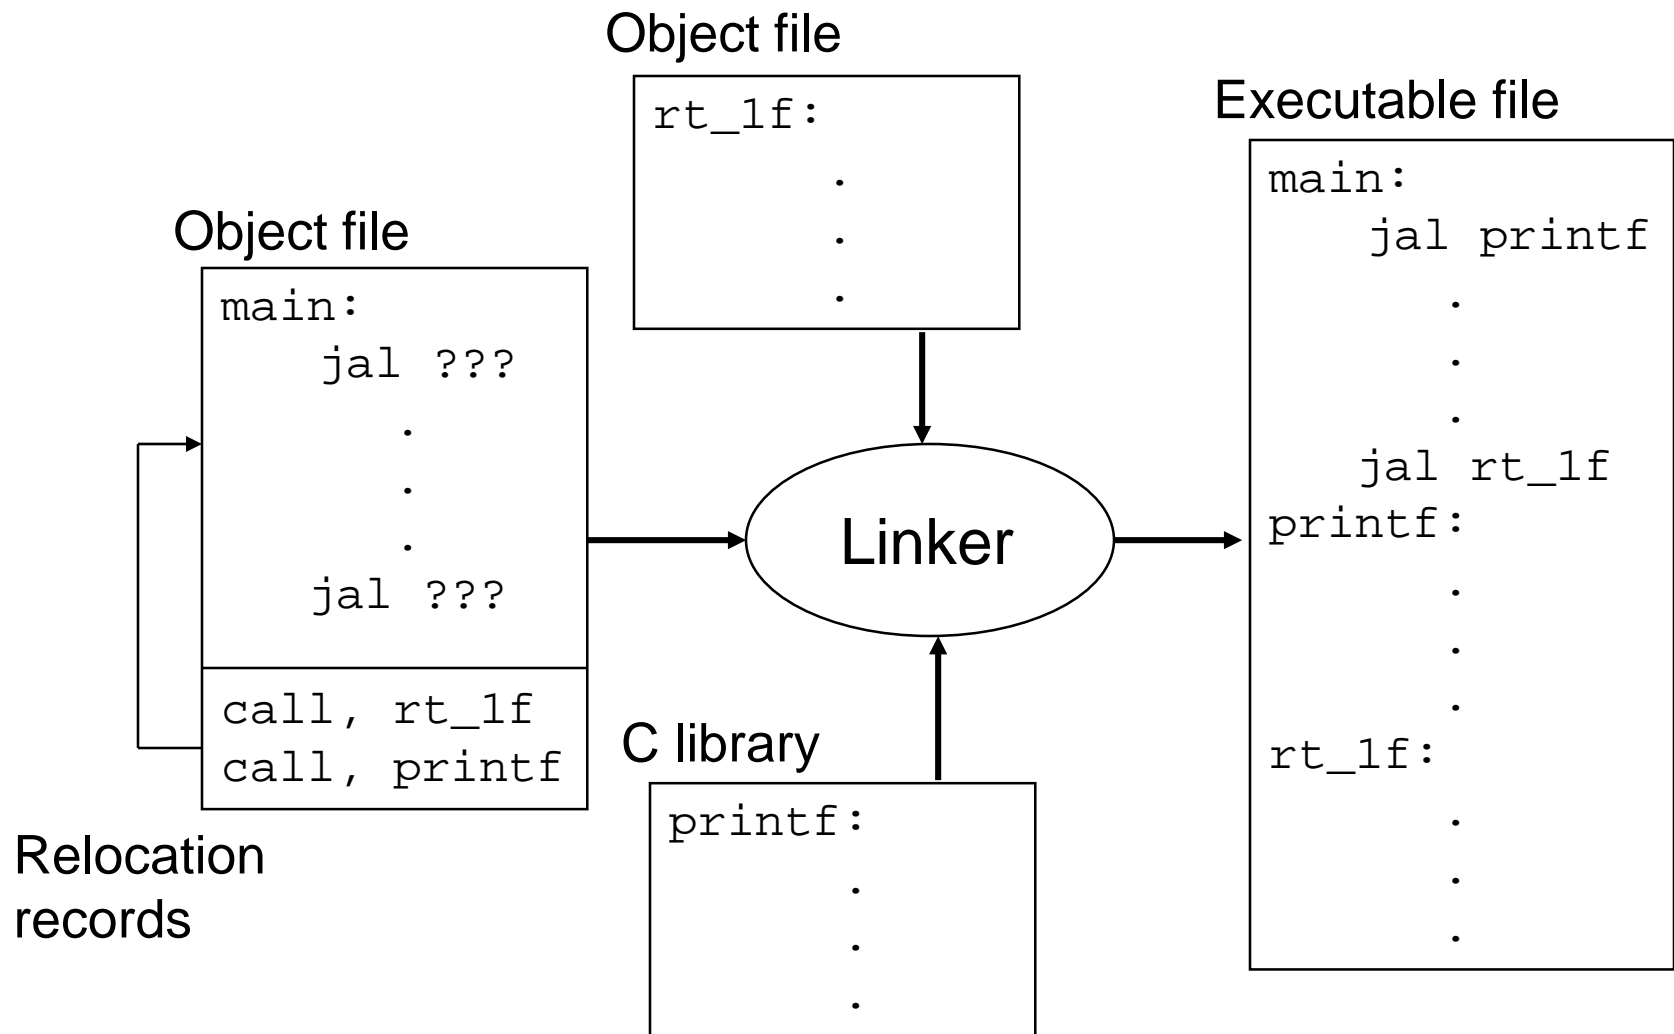 Object file
rt_1f:
.
.
.
Object file
main:
jal ???
.
.
.
jal ???
call, rt_1f
call, printf
Relocation
records
Linker
C library
printf:
.
.
.
Executable file
main:
jal printf
.
.
.
jal rt_1f
printf:
.
.
.
rt_1f:
.
.
.